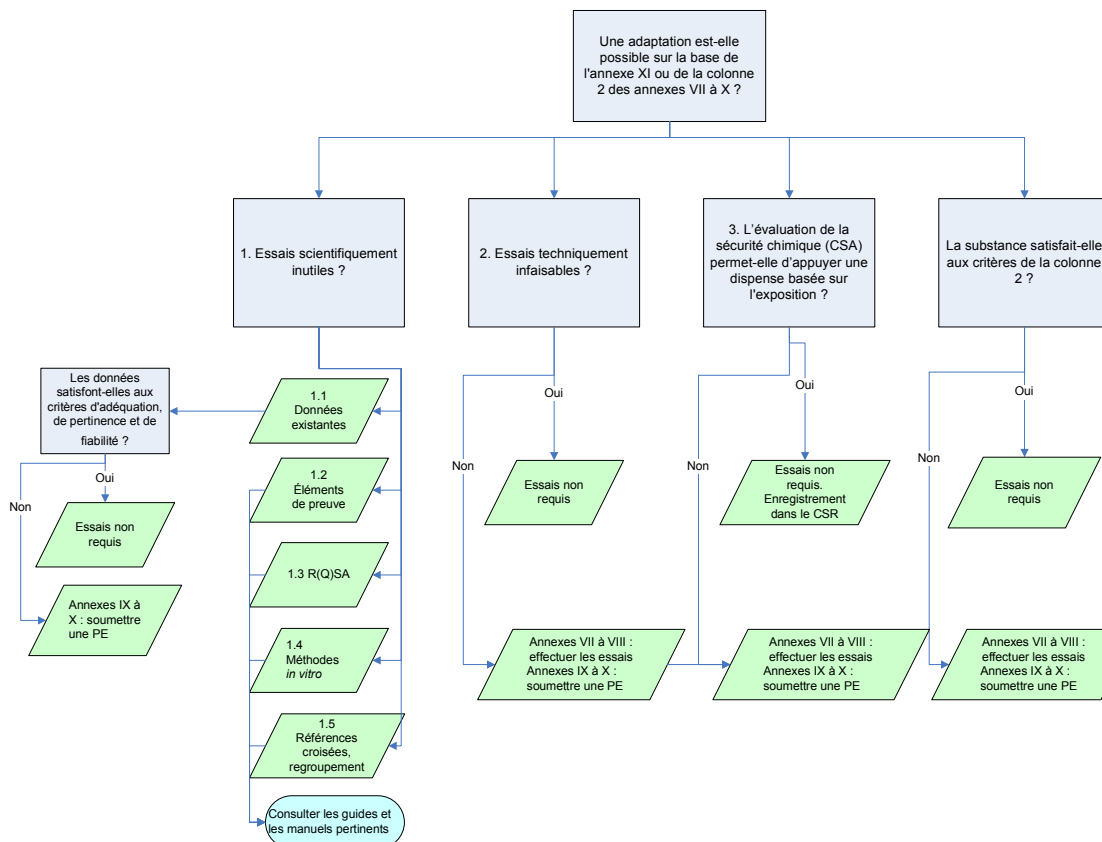 Une adaptation est-elle
possible sur la base de
l'annexe XI ou de la colonne
2 des annexes VII à X ?
1. Essais scientifiquement
inutiles ?
2. Essais techniquement
infaisables ?
3. L'évaluation de la
sécurité chimique (CSA)
permet-elle d'appuyer une
dispense basée sur
l'exposition ?
La substance satisfait-elle
aux critères de la colonne
2 ?
Les données
satisfont-elles aux
critères d'adéquation,
de pertinence et de
fiabilité ?
Oui
Non
Essais non
requis
Annexes IX à
X : soumettre
une PE
1.1
Données
existantes
1.2
Éléments
de preuve
1.3 R(Q)SA
1.4
Méthodes
in vitro
1.5
Références
croisées,
regroupement
Consulter les guides et
les manuels pertinents
Oui
Non
Essais non
requis
Annexes VII à VIII :
effectuer les essais
Annexes IX à X :
soumettre une PE
Oui
Non
Essais non
requis.
Enregistrement
dans le CSR
Annexes VII à VIII :
effectuer les essais
Annexes IX à X :
soumettre une PE
Oui
Non
Essais non
requis
Annexes VII à VIII :
effectuer les essais
Annexes IX à X :
soumettre une PE